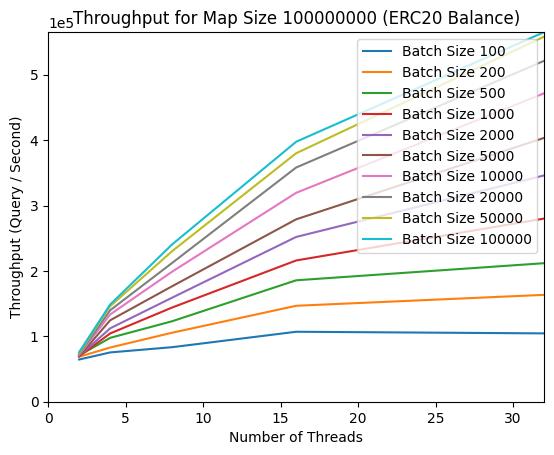 Throughput for Map Size 100000000 (ERC20 Balance)
1e5
5
4
3
2
1
0
Throughput (Query / Second)
Batch Size 100
Batch Size 200
Batch Size 500
Batch Size 1000
Batch Size 2000
Batch Size 5000
Batch Size 10000
Batch Size 20000
Batch Size 50000
Batch Size 100000
0 5 10 15 20 25 30
Number of Threads